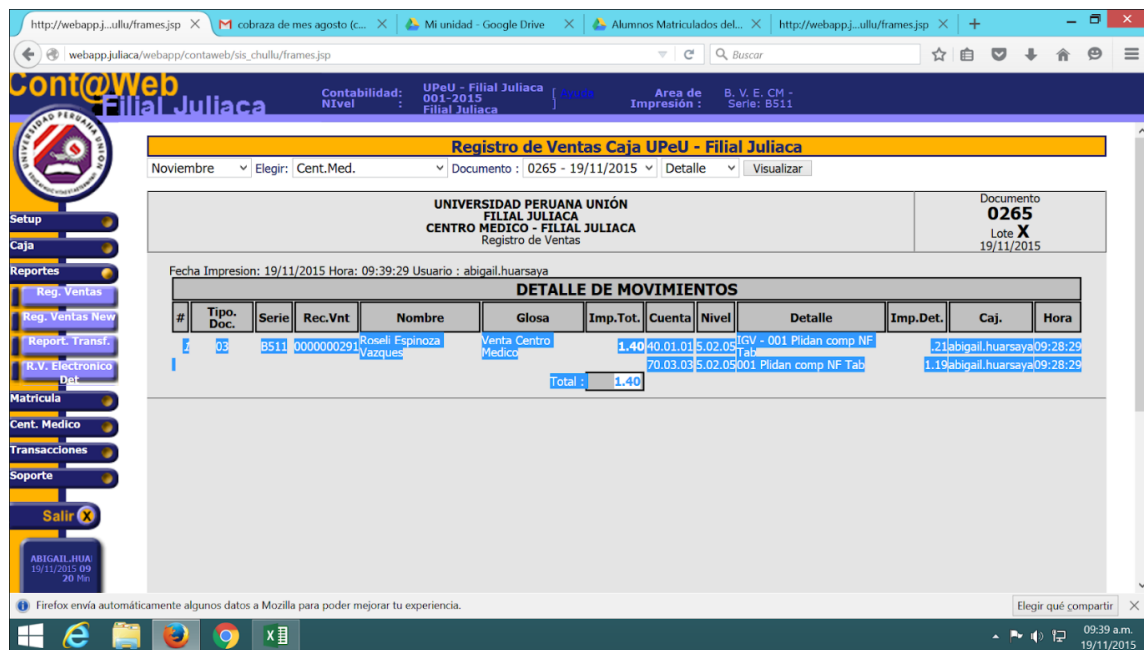 http://webapp.j...ullu/frames.jsp
cobraza de mes agosto (c...
Mi unidad - Google Drive
Alumnos Matriculados del...
http://webapp.j...ullu/frames.jsp
webapp.juliaca/webapp/contaweb/sis_chullu/frames.jsp
Buscar
Cont@Web
Filial Juliaca
Contabilidad: UPeU - Filial Juliaca [ Ayuda ]
001-2015
NIvel : Filial Juliaca
Area de Impresión : B. V. E. CM - Serie: B511
Registro de Ventas Caja UPeU - Filial Juliaca
Noviembre Elegir: Cent.Med. Documento : 0265 - 19/11/2015 Detalle Visualizar
UNIVERSIDAD PERUANA UNIÓN
FILIAL JULIACA
CENTRO MEDICO - FILIAL JULIACA
Registro de Ventas
Documento
0265
Lote X
19/11/2015
Fecha Impresion: 19/11/2015 Hora: 09:39:29 Usuario : abigail.huarsaya
DETALLE DE MOVIMIENTOS
# Tipo. Doc. Serie Rec.Vnt Nombre Glosa Imp.Tot. Cuenta Nivel Detalle Imp.Det. Caj. Hora
1 03 B511 0000000291 Roseli Espinoza Vazques Venta Centro Medico 1.40 40.01.01 5.02.05 IGV - 001 Plidan comp NF Tab .21 abigail.huarsaya 09:28:29
70.03.03 5.02.05 001 Plidan comp NF Tab 1.19 abigail.huarsaya 09:28:29
Total : 1.40
Setup
Caja
Reportes
Reg. Ventas
Reg. Ventas New
Report. Transf.
R.V. Electronico
Det
Matricula
Cent. Medico
Transacciones
Soporte
Salir X
ABIGAIL.HUA
19/11/2015 09
20 Min
Firefox envía automáticamente algunos datos a Mozilla para poder mejorar tu experiencia.
Elegir qué compartir
09:39 a.m.
19/11/2015